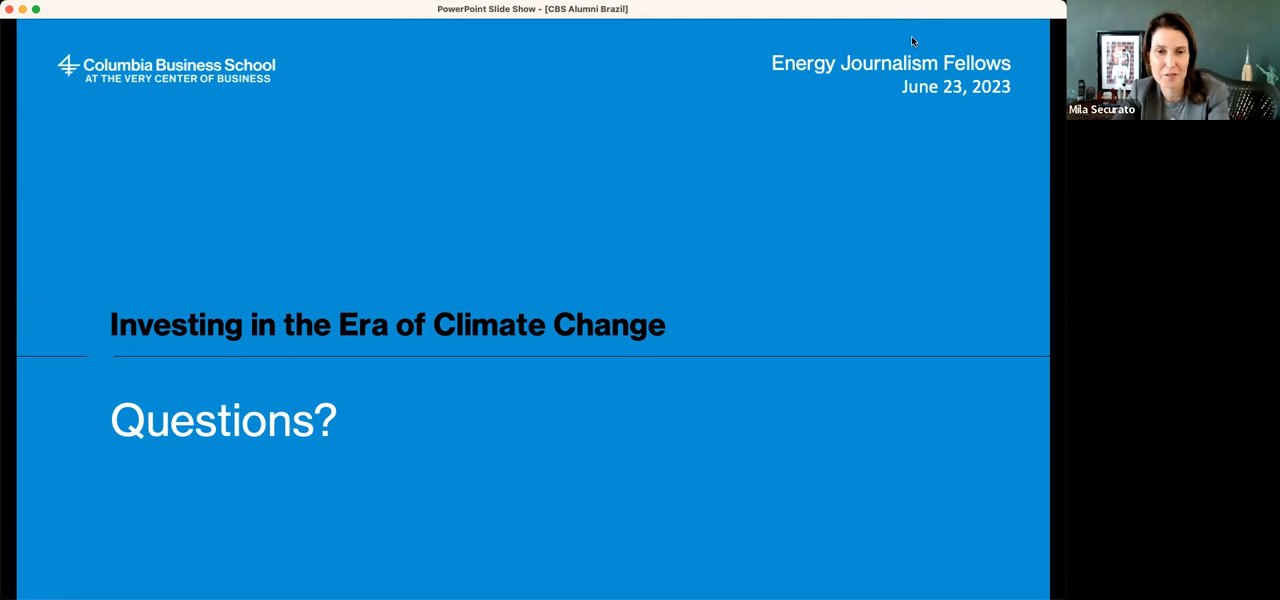 PowerPoint Slide Show - [CBS Alumni Brazil]
Columbia Business School
AT THE VERY CENTER OF BUSINESS
Energy Journalism Fellows
June 23, 2023
Mila Securato
Investing in the Era of Climate Change
Questions?